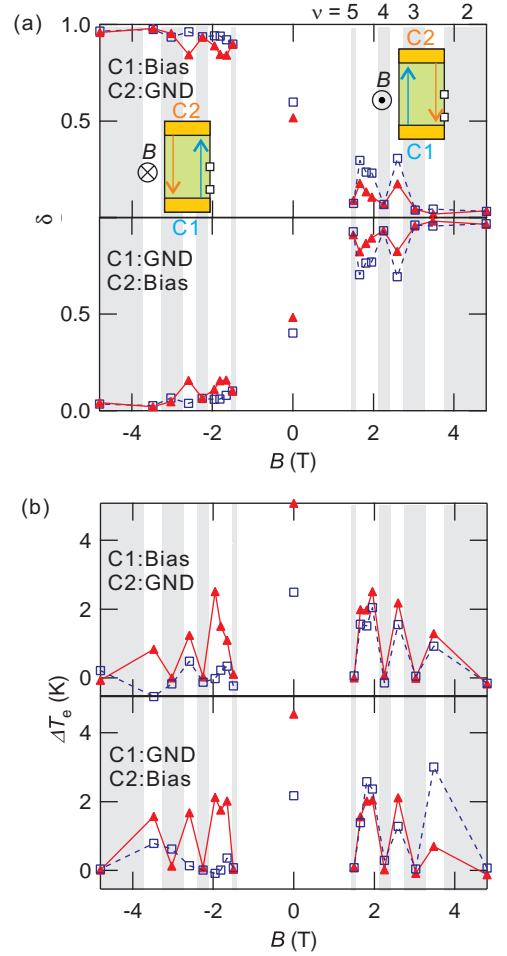 (a)
ν = 5 4 3 2
1.0
C1:Bias
C2:GND
C2
B
C1
C2
B
C1
0.5
δ
C1:GND
C2:Bias
0.5
0.0
-4 -2 0 2 4
B (T)
(b)
4
C1:Bias
C2:GND
2
0
ΔTe (K)
4
C1:GND
C2:Bias
2
0
-4 -2 0 2 4
B (T)